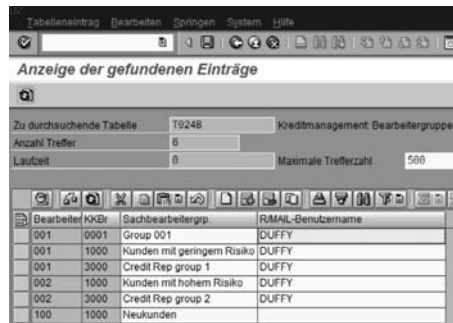 Tabelleneintrag Bearbeiten Springen System Hilfe
Anzeige der gefundenen Einträge
Zu durchsuchende Tabelle T024B Kreditmanagement: Bearbeitergruppe
Anzahl Treffer 6
Laufzeit 0 Maximale Trefferzahl 500
Bearbeiter KKBr Sachbearbeitergrp. R/MAIL-Benutzername
001 0001 Group 001 DUFFY
001 1000 Kunden mit geringem Risiko DUFFY
001 3000 Credit Rep group 1 DUFFY
002 1000 Kunden mit hohem Risiko DUFFY
002 3000 Credit Rep group 2 DUFFY
100 1000 Neukunden